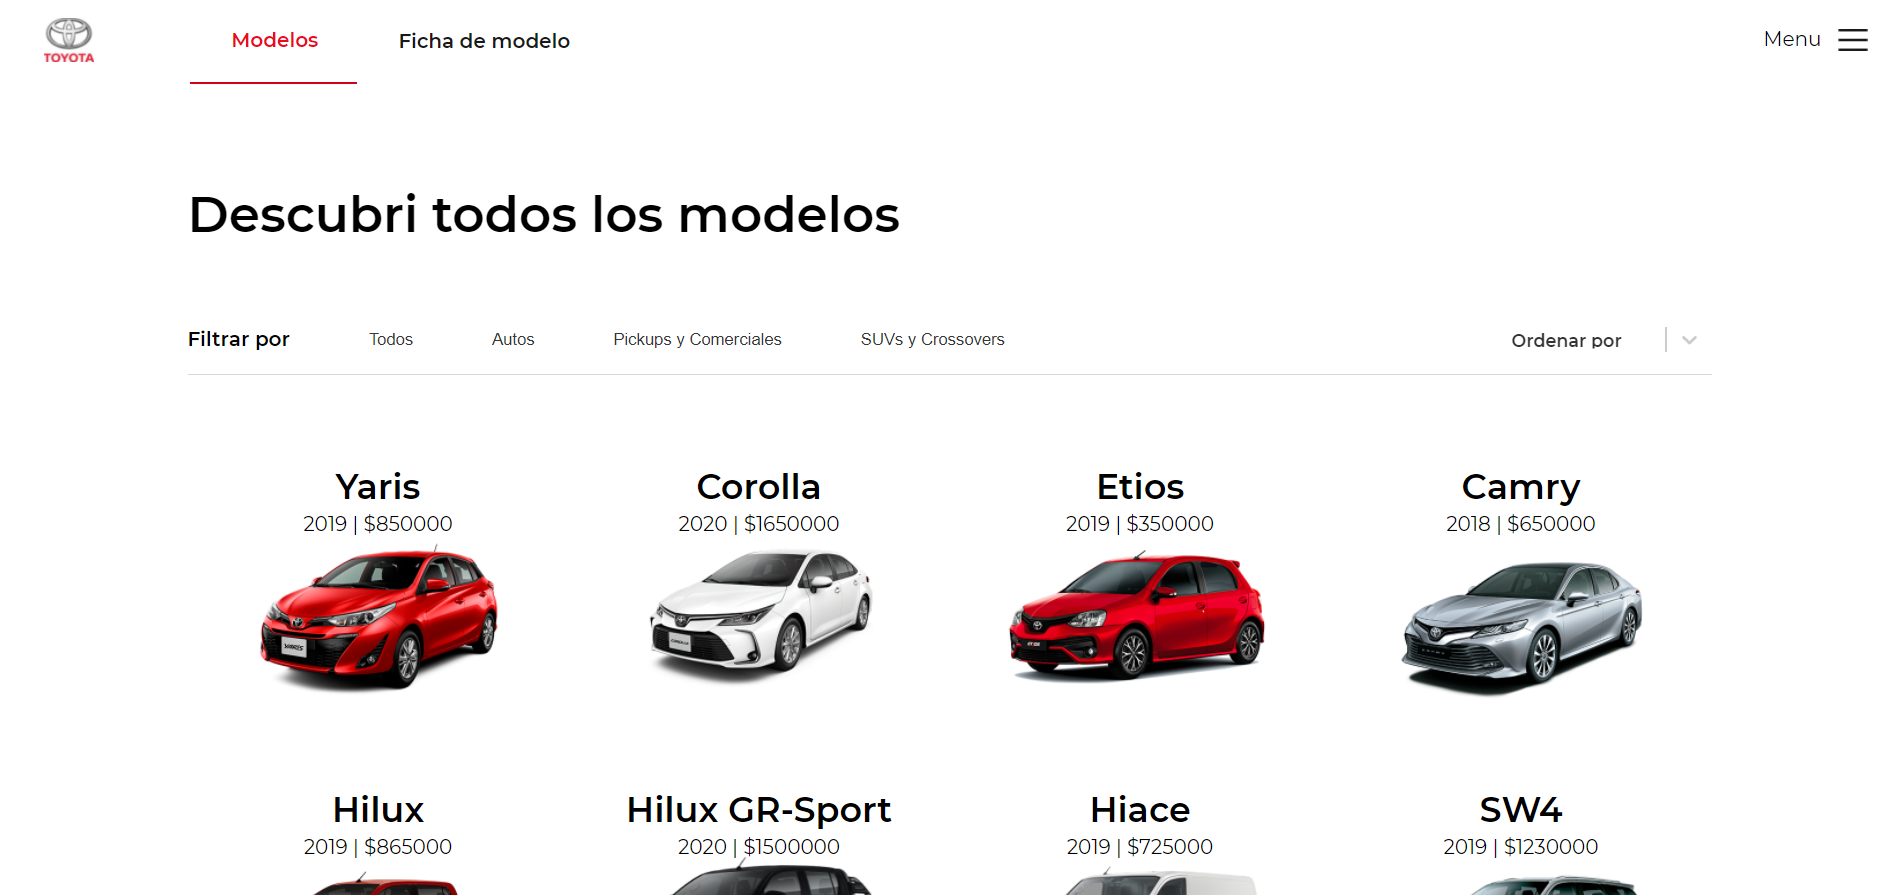 TOYOTA
Modelos
Ficha de modelo
Menu
Descubri todos los modelos
Filtrar por
Todos
Autos
Pickups y Comerciales
SUVs y Crossovers
Ordenar por
Yaris
2019 | $850000
Corolla
2020 | $1650000
Etios
2019 | $350000
Camry
2018 | $650000
YARIS
COROLLA
Hilux
2019 | $865000
Hilux GR-Sport
2020 | $1500000
Hiace
2019 | $725000
SW4
2019 | $1230000